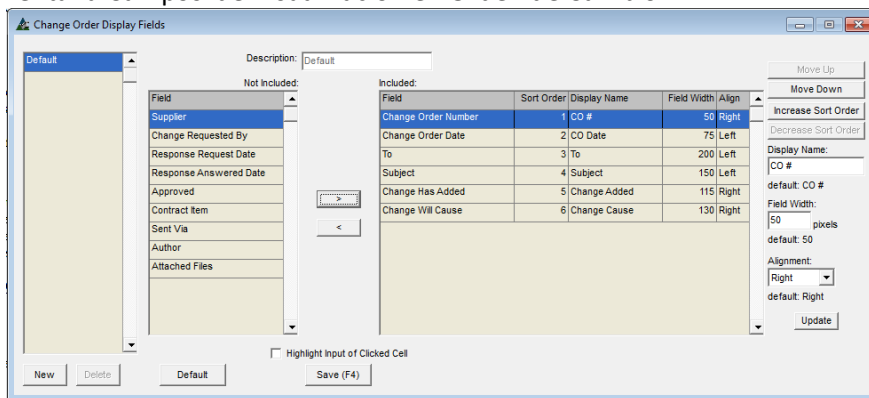 Change Order Display Fields
Default
Description: Default
Not Included:
Field
Supplier
Change Requested By
Response Request Date
Response Answered Date
Approved
Contract Item
Sent Via
Author
Attached Files
>
<
Included:
Field Sort Order Display Name Field Width Align
Change Order Number 1 CO # 50 Right
Change Order Date 2 CO Date 75 Left
To 3 To 200 Left
Subject 4 Subject 150 Left
Change Has Added 5 Change Added 115 Right
Change Will Cause 6 Change Cause 130 Right
Move Up
Move Down
Increase Sort Order
Decrease Sort Order
Display Name:
CO #
default: CO #
Field Width:
50 pixels
default: 50
Alignment:
Right
default: Right
Update
Highlight Input of Clicked Cell
New Delete Default Save (F4)